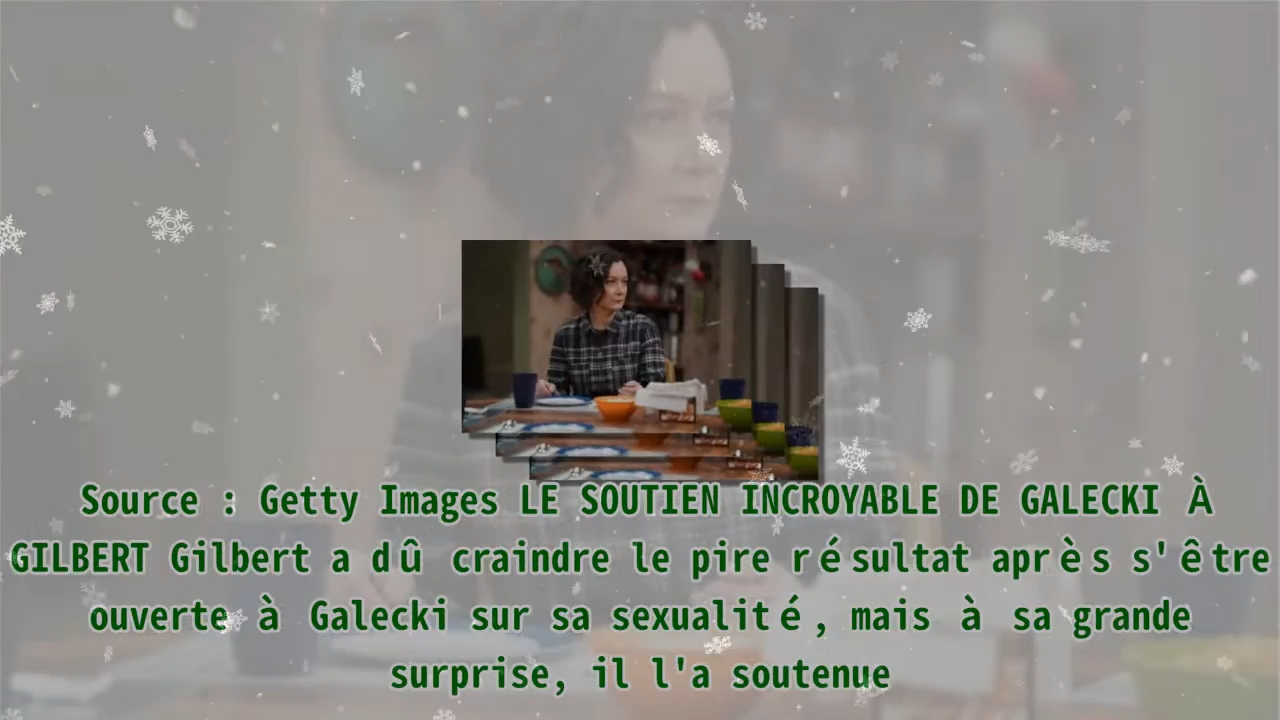 Source : Getty Images LE SOUTIEN INCROYABLE DE GALECKI À
GILBERT Gilbert a dû craindre le pire résultat après s'être
ouverte à Galecki sur sa sexualité, mais à sa grande
surprise, il l'a soutenue